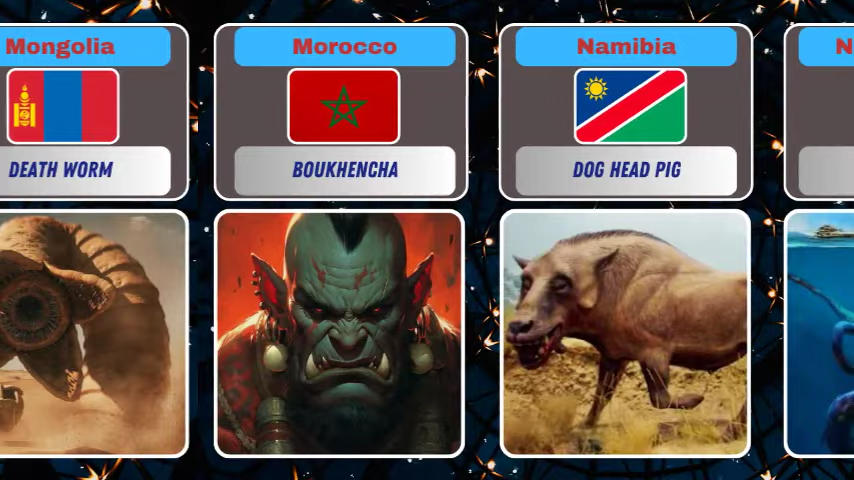 Mongolia
Morocco
Namibia
N
DEATH WORM
BOUKHENCHA
DOG HEAD PIG